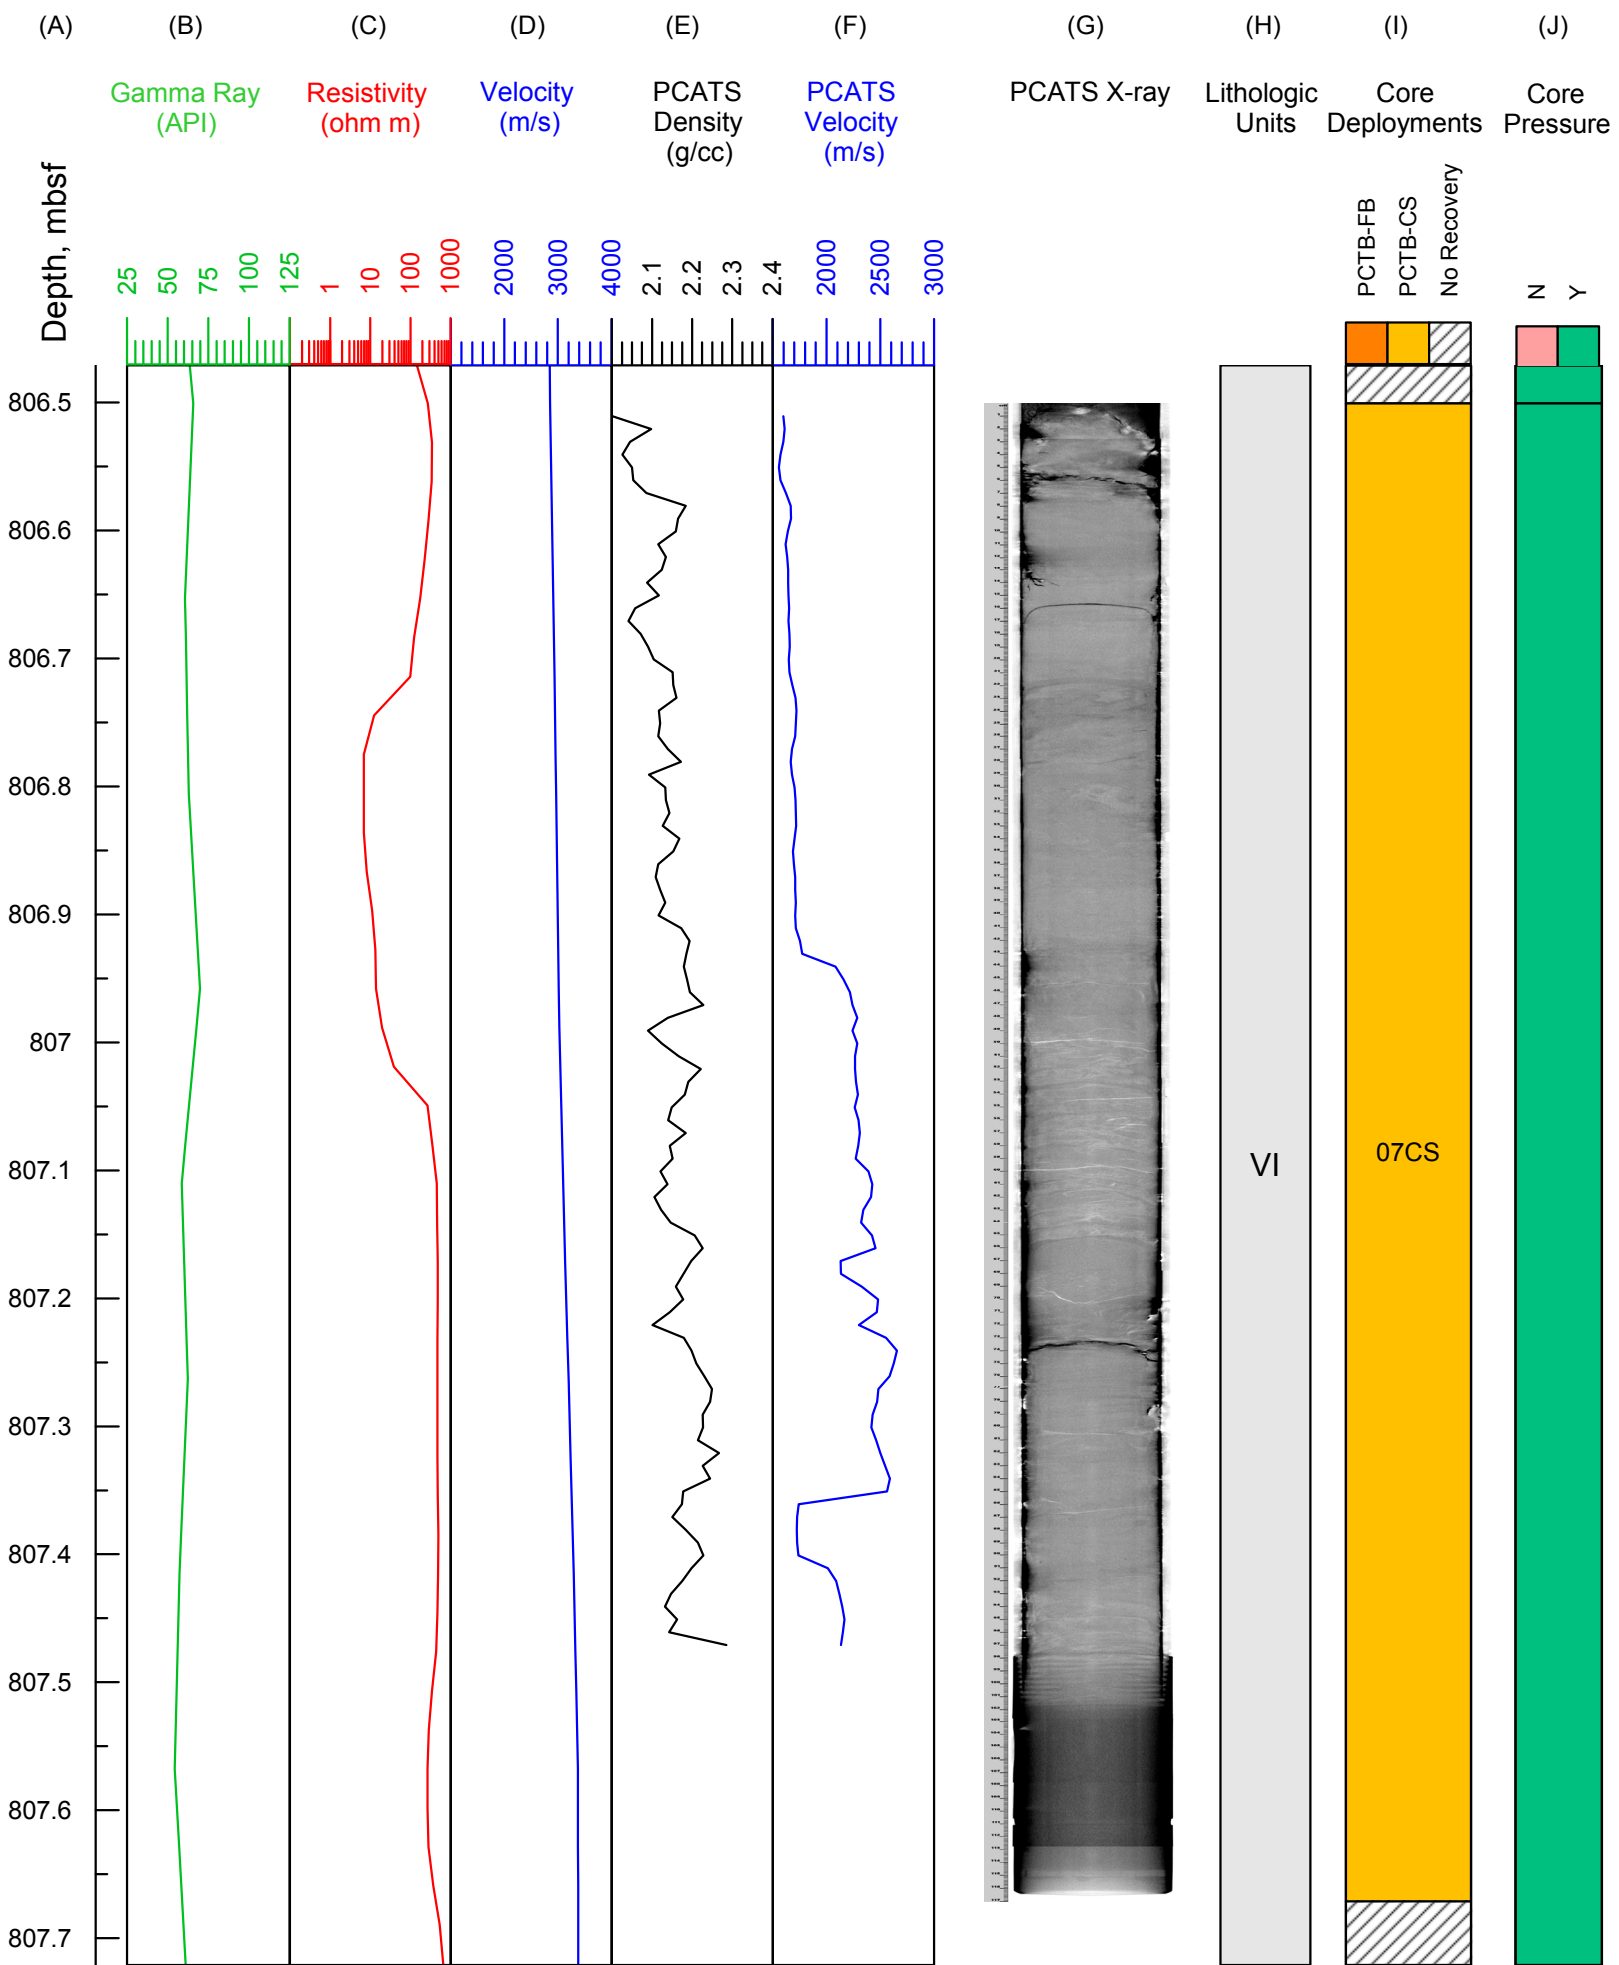 (A) (B) (C) (D) (E) (F) (G) (H) (I) (J)
Gamma Ray
(API)
Resistivity
(ohm m)
Velocity
(m/s)
PCATS
Density
(g/cc)
PCATS
Velocity
(m/s)
PCATS X-ray
Lithologic
Units
Core
Deployments
Core
Pressure
Depth, mbsf
25 50 75 100 125
1 10 100 1000
2000 3000 4000
2.1 2.2 2.3 2.4
2000 2500 3000
PCTB-FB
PCTB-CS
No Recovery
N
Y
806.5
806.6
806.7
806.8
806.9
807
807.1
807.2
807.3
807.4
807.5
807.6
807.7
VI
07CS